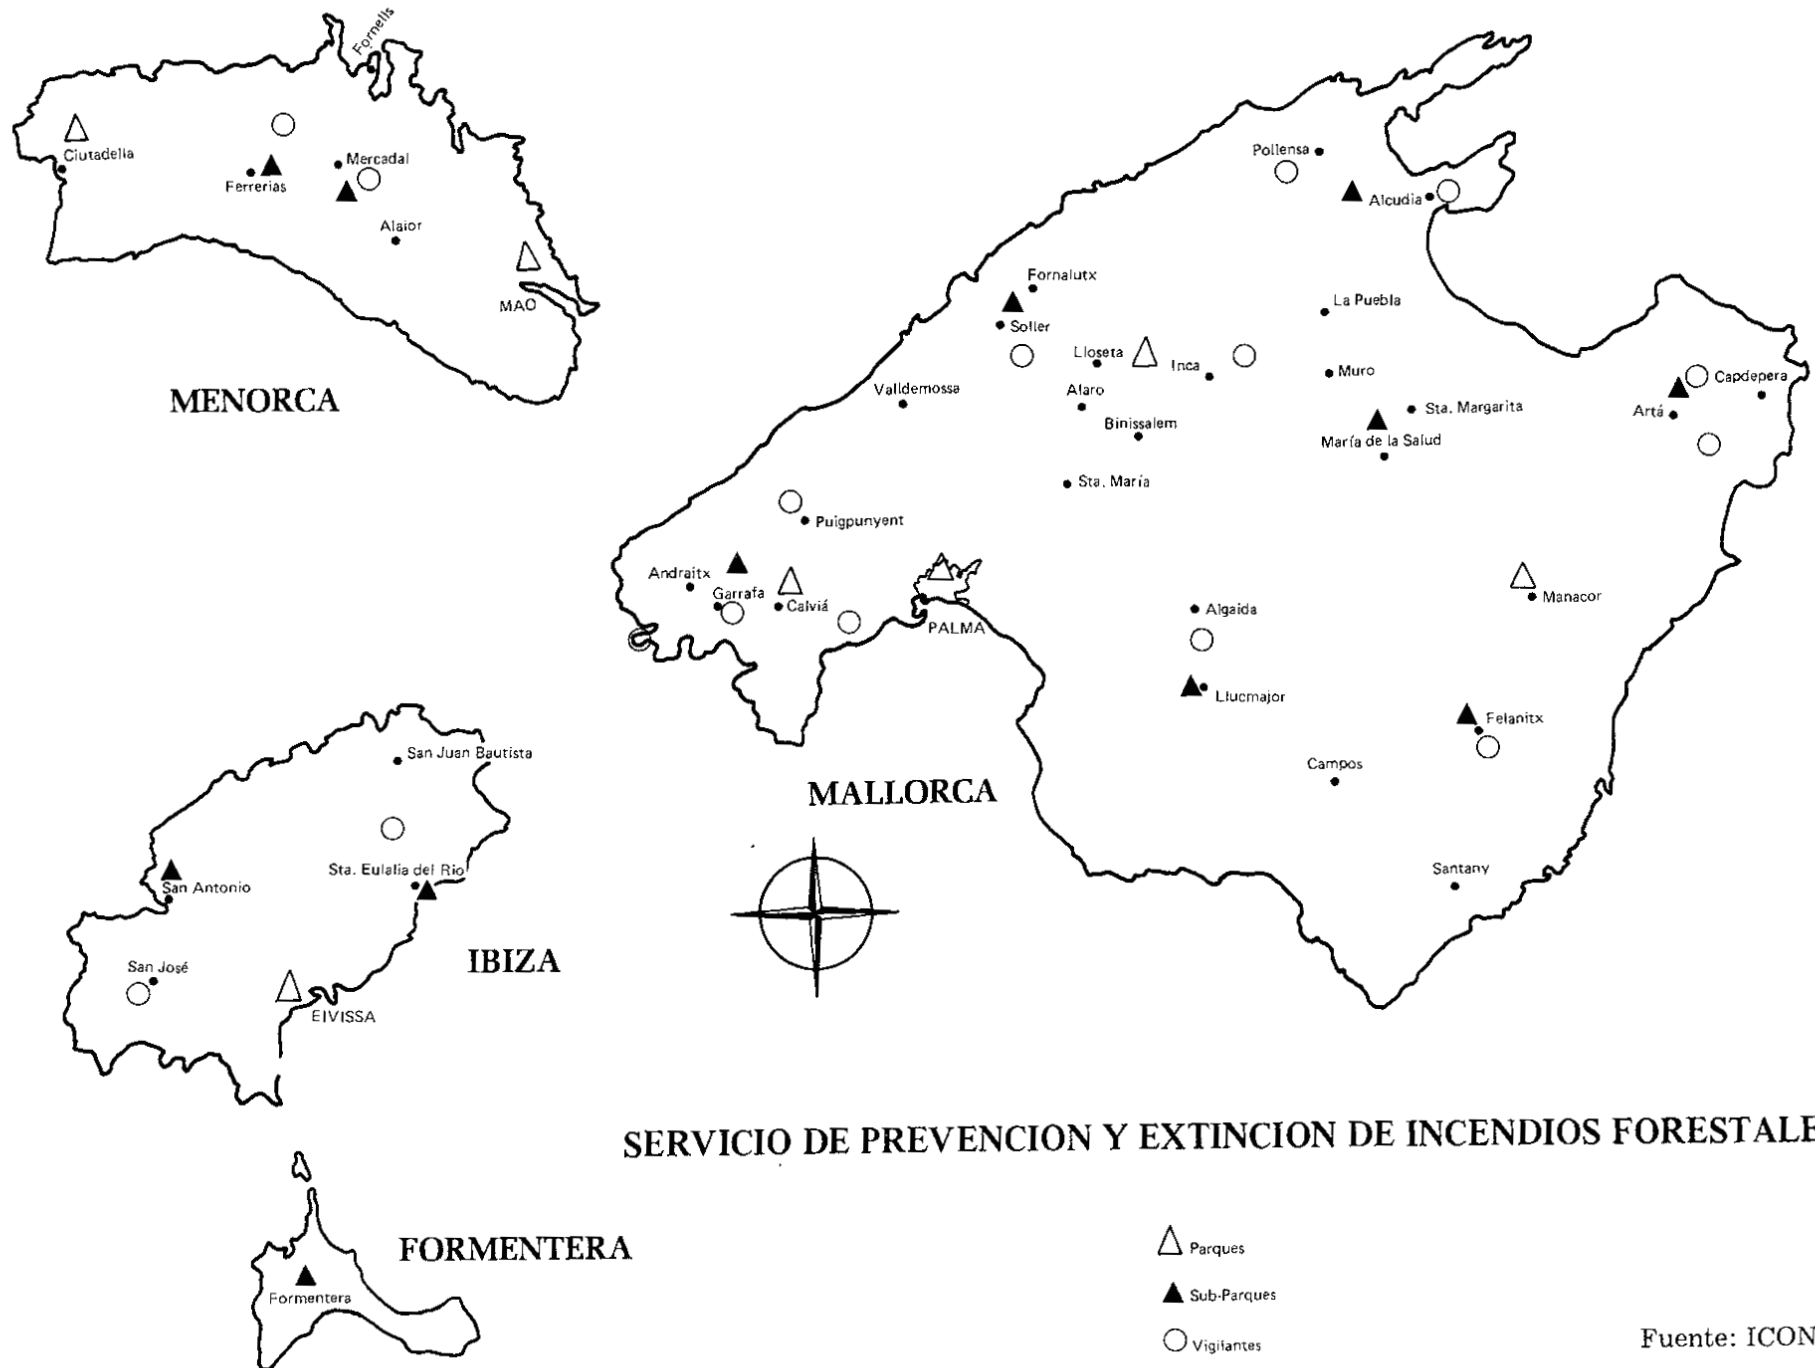 Fornells
Ciutadella
Ferrerias
Mercadal
Alaior
MAO
MENORCA
Pollensa
Alcudia
Fornalutx
Soller
La Puebla
Lloseta
Inca
Muro
Valldemossa
Alaro
Binissalem
Sta. Margarita
María de la Salud
Capdepera
Artá
Sta. María
Puigpunyent
Andraitx
Garrafa
Calviá
PALMA
Algaida
Manacor
Llucmajor
Felanitx
Campos
Santany
MALLORCA
San Juan Bautista
Sta. Eulalia del Rio
San Antonio
San José
EIVISSA
IBIZA
SERVICIO DE PREVENCION Y EXTINCION DE INCENDIOS FORESTALE
FORMENTERA
Formentera
Parques
Sub-Parques
Vigilantes
Fuente: ICON